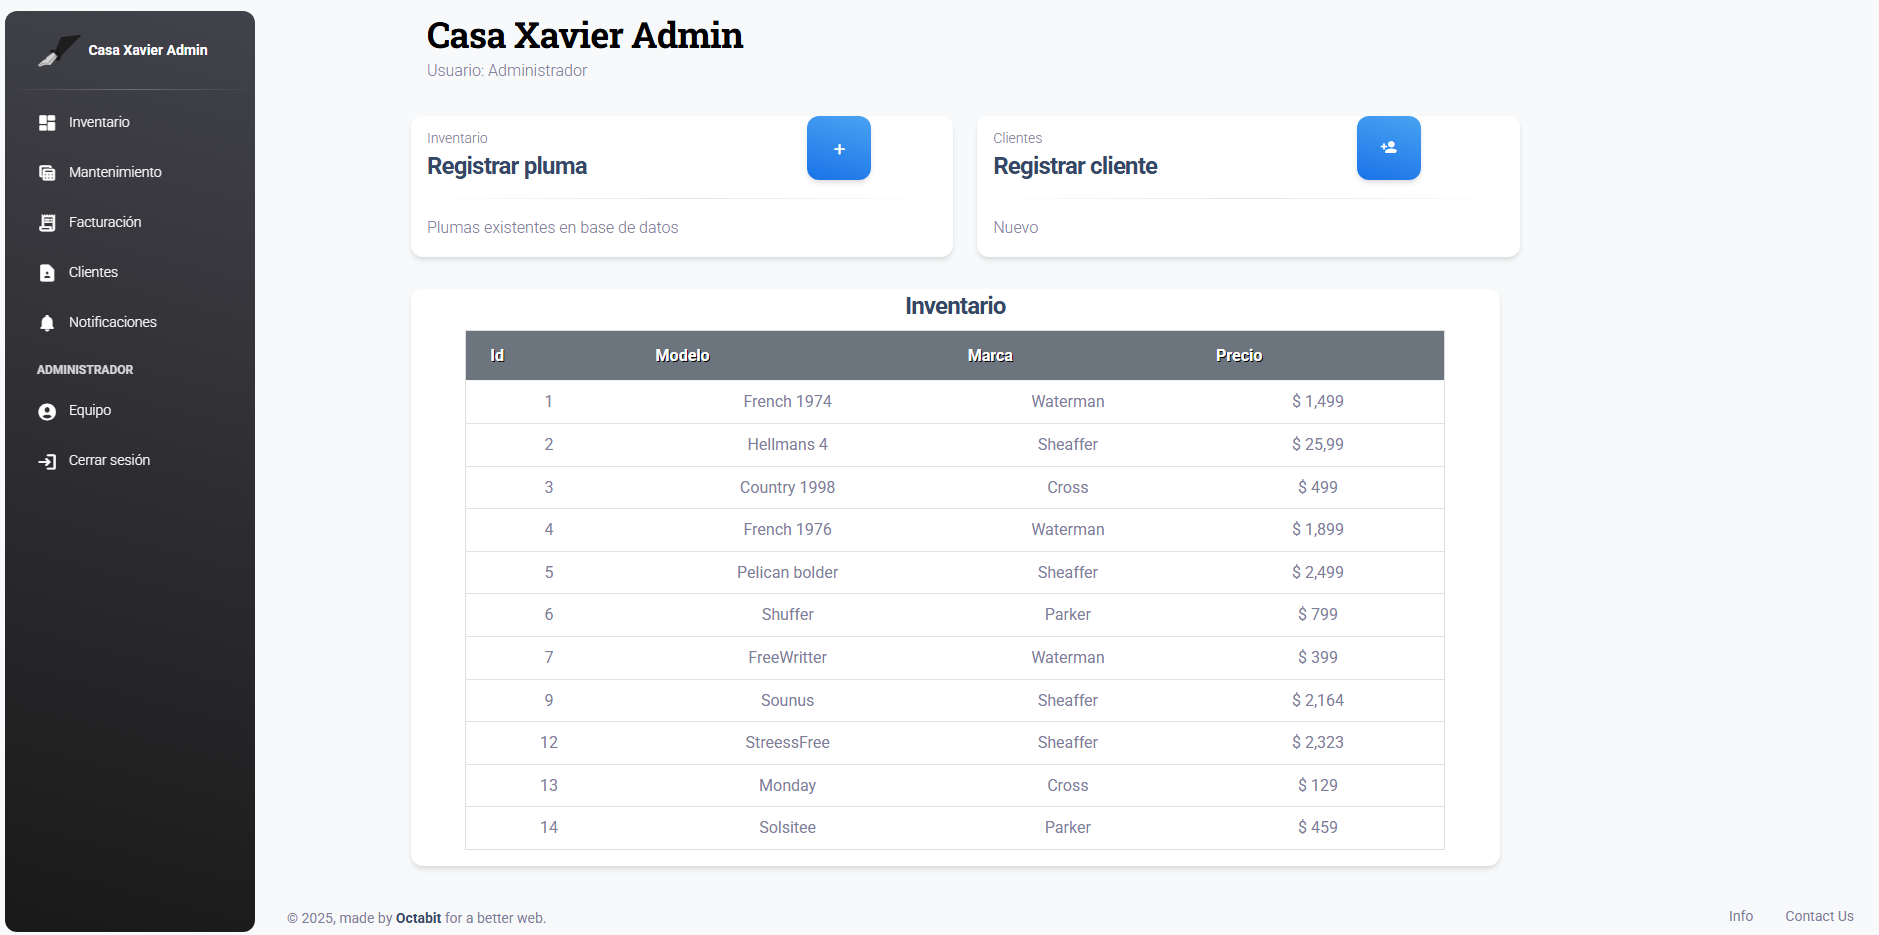 Casa Xavier Admin
Inventario
Mantenimiento
Facturación
Clientes
Notificaciones
ADMINISTRADOR
Equipo
Cerrar sesión
Casa Xavier Admin
Usuario: Administrador
Inventario
Registrar pluma
Plumas existentes en base de datos
Clientes
Registrar cliente
Nuevo
Inventario
Id Modelo Marca Precio
1 French 1974 Waterman $ 1,499
2 Hellmans 4 Sheaffer $ 25,99
3 Country 1998 Cross $ 499
4 French 1976 Waterman $ 1,899
5 Pelican bolder Sheaffer $ 2,499
6 Shuffer Parker $ 799
7 FreeWritter Waterman $ 399
9 Sounus Sheaffer $ 2,164
12 StreessFree Sheaffer $ 2,323
13 Monday Cross $ 129
14 Solsitee Parker $ 459
© 2025, made by Octabit for a better web.
Info Contact Us